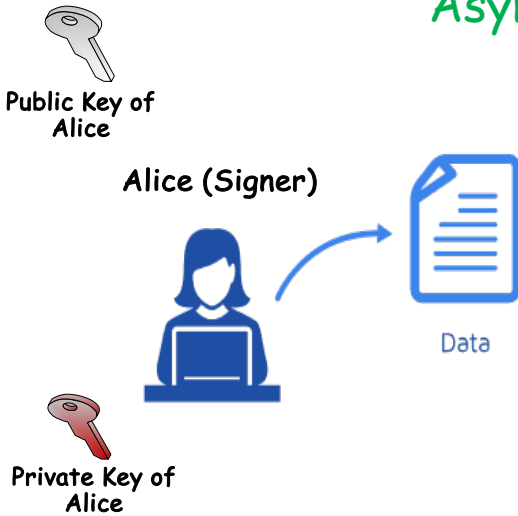 Public Key of
Alice
Alice (Signer)
Data
Private Key of
Alice